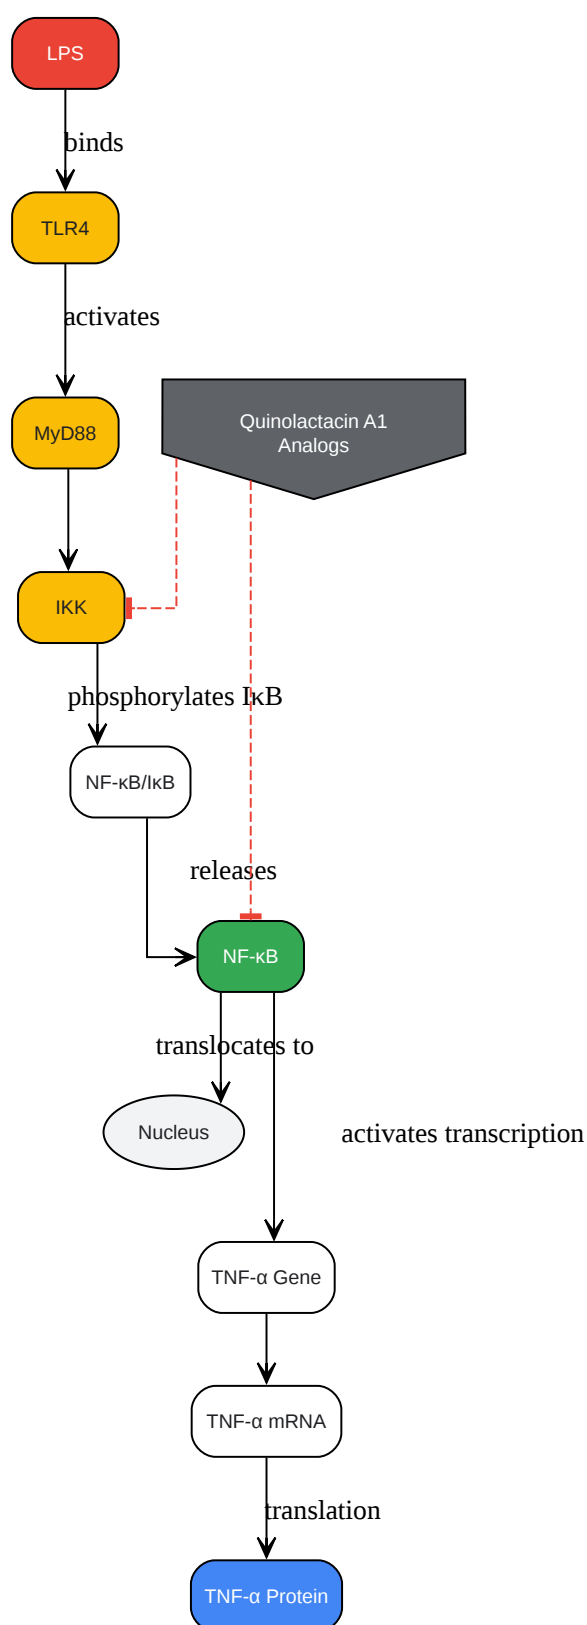 LPS
binds
TLR4
activates
MyD88
Quinolactacin A1
Analogs
IKK
phosphorylates IκB
NF-κB/IκB
releases
NF-κB
translocates to
Nucleus
activates transcription
TNF-α Gene
TNF-α mRNA
translation
TNF-α Protein